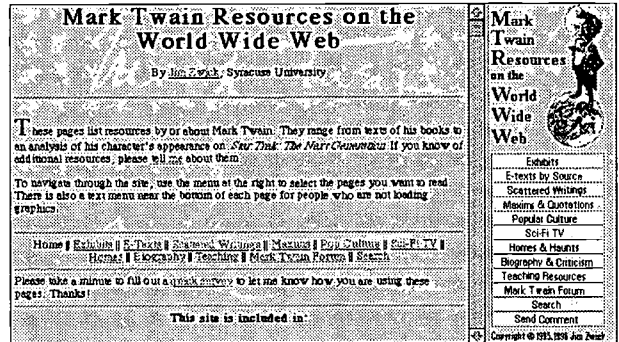 Mark Twain Resources on the
World Wide Web
By Jim Zwick, Syracuse University
These pages list resources by or about Mark Twain. They range from texts of his books to
an analysis of his character's appearance on Star Trek: The Next Generation. If you know of
additional resources, please tell me about them.
To navigate through the site, use the menu at the right to select the pages you want to read.
There is also a text menu near the bottom of each page for people who are not loading
graphics.
Home || Exhibits || E-Texts || Scattered Writings || Maxims || Pop Culture || Sci-Fi TV ||
Homes || Biography || Teaching || Mark Twain Forum || Search
Please take a minute to fill out a quick survey to let me know how you are using these
pages. Thanks!
This site is included in:
Mark
Twain
Resources
on the
World
Wide
Web
Exhibits
E-texts by Source
Scattered Writings
Maxims & Quotations
Popular Culture
Sci-Fi TV
Homes & Haunts
Biography & Criticism
Teaching Resources
Mark Twain Forum
Search
Send Comment
Copyright © 1995, 1996 Jim Zwick